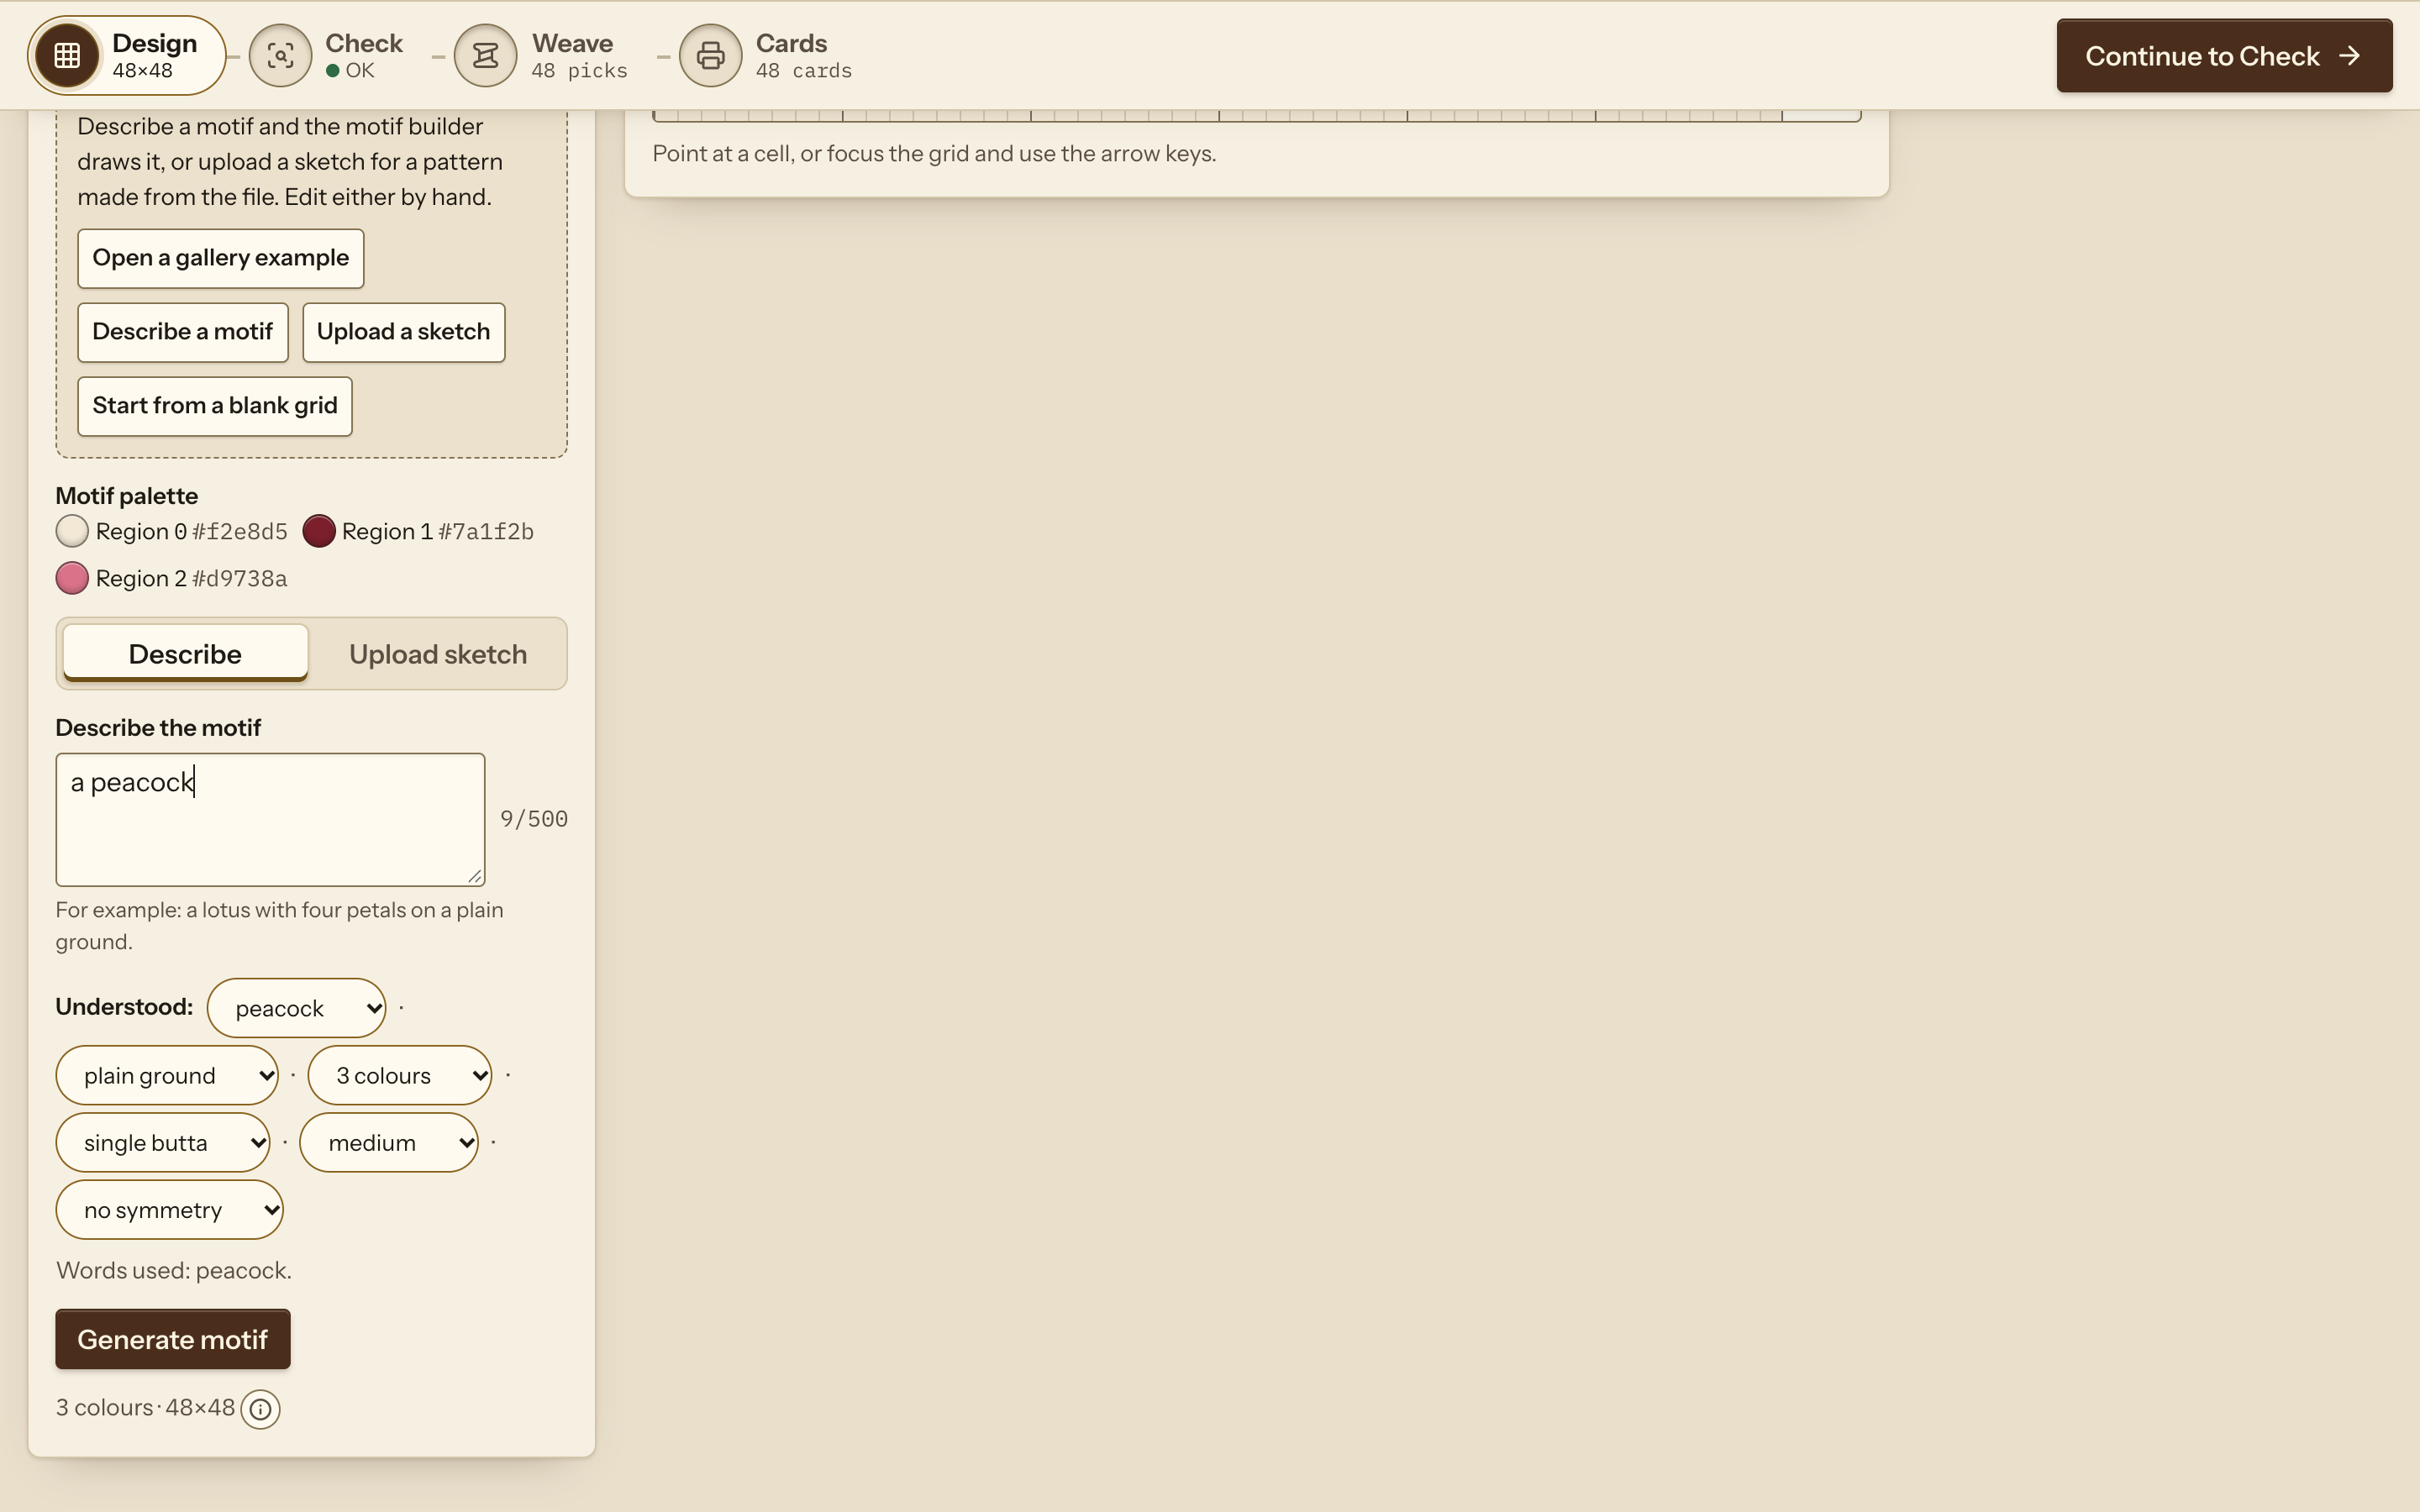 Design
48×48
Check
OK
Weave
48 picks
Cards
48 cards
Continue to Check
Describe a motif and the motif builder
draws it, or upload a sketch for a pattern
made from the file. Edit either by hand.
Open a gallery example
Describe a motif
Upload a sketch
Start from a blank grid
Point at a cell, or focus the grid and use the arrow keys.
Motif palette
Region 0 #f2e8d5
Region 1 #7a1f2b
Region 2 #d9738a
Describe
Upload sketch
Describe the motif
a peacock
9/500
For example: a lotus with four petals on a plain
ground.
Understood: peacock ·
plain ground · 3 colours ·
single butta · medium ·
no symmetry
Words used: peacock.
Generate motif
3 colours · 48×48